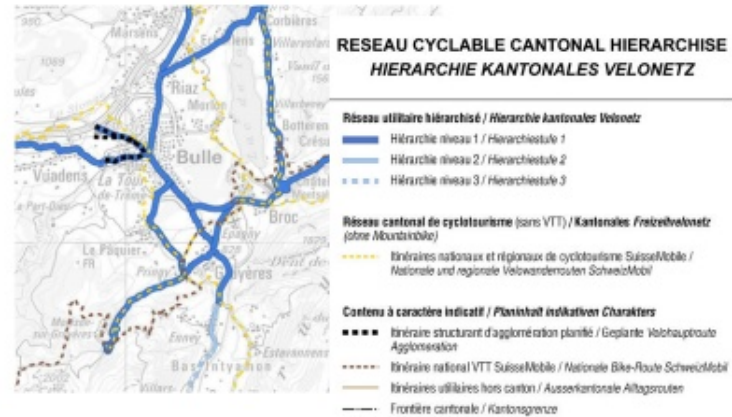 Corbières
Marsens
Riaz
Morlon
Bulle
Vuadens
La Tour
de-Trême
Broc
Epagny
Le Pâquier
FR
Pringy
Gruyères
Enney
Estavannens
Bas-Intyamon
RESEAU CYCLABLE CANTONAL HIERARCHISE
HIERARCHIE KANTONALES VELONETZ
Réseau utilitaire hiérarchisé / Hierarchie kantonales Velonetz
Hiérarchie niveau 1 / Hierarchiestufe 1
Hiérarchie niveau 2 / Hierarchiestufe 2
Hiérarchie niveau 3 / Hierarchiestufe 3
Réseau cantonal de cyclotourisme (sans VTT) / Kantonales Freizeitvelonetz
(ohne Mountainbike)
Itinéraires nationaux et régionales de cyclotourisme SuisseMobile /
Nationale und regionale Velowanderrouten SchweizMobil
Contenu à caractère indicatif / Planinhalt indikativen Charakters
Itinéraire structurant d'agglomération planifié / Geplante Velohauptroute
Agglomeration
Itinéraire national VTT SuisseMobile / Nationale Bike-Route SchweizMobil
Itinéraires utilitaires hors canton / Ausserkantonale Alltagsrouten
Frontière cantonale / Kantonsgrenze